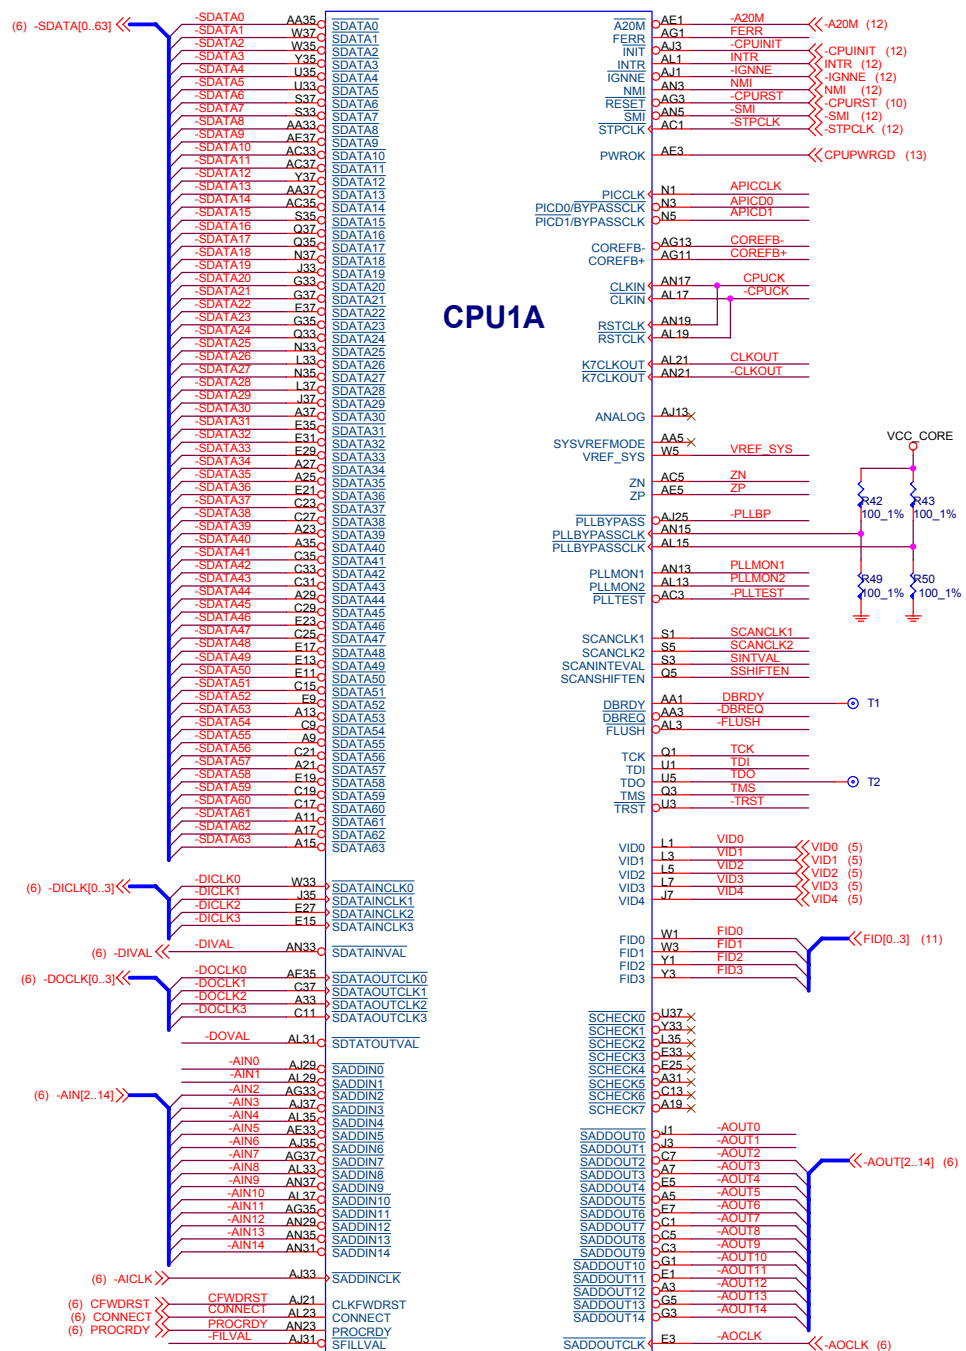 (6) -SDATA[0..63]
-SDATA0 AA35 SDATA0
-SDATA1 W37 SDATA1
-SDATA2 W35 SDATA2
-SDATA3 Y35 SDATA3
-SDATA4 U35 SDATA4
-SDATA5 U33 SDATA5
-SDATA6 S37 SDATA6
-SDATA7 S33 SDATA7
-SDATA8 AA33 SDATA8
-SDATA9 AE37 SDATA9
-SDATA10 AC33 SDATA10
-SDATA11 AC37 SDATA11
-SDATA12 Y37 SDATA12
-SDATA13 AA37 SDATA13
-SDATA14 AC35 SDATA14
-SDATA15 S35 SDATA15
-SDATA16 Q37 SDATA16
-SDATA17 Q35 SDATA17
-SDATA18 N37 SDATA18
-SDATA19 J33 SDATA19
-SDATA20 G33 SDATA20
-SDATA21 G37 SDATA21
-SDATA22 E37 SDATA22
-SDATA23 G35 SDATA23
-SDATA24 Q33 SDATA24
-SDATA25 N33 SDATA25
-SDATA26 L33 SDATA26
-SDATA27 N35 SDATA27
-SDATA28 L37 SDATA28
-SDATA29 J37 SDATA29
-SDATA30 A37 SDATA30
-SDATA31 E35 SDATA31
-SDATA32 E31 SDATA32
-SDATA33 E29 SDATA33
-SDATA34 A27 SDATA34
-SDATA35 A25 SDATA35
-SDATA36 E21 SDATA36
-SDATA37 C23 SDATA37
-SDATA38 C27 SDATA38
-SDATA39 A23 SDATA39
-SDATA40 A35 SDATA40
-SDATA41 C35 SDATA41
-SDATA42 C33 SDATA42
-SDATA43 C31 SDATA43
-SDATA44 A29 SDATA44
-SDATA45 C29 SDATA45
-SDATA46 E23 SDATA46
-SDATA47 C25 SDATA47
-SDATA48 E17 SDATA48
-SDATA49 E13 SDATA49
-SDATA50 E11 SDATA50
-SDATA51 C15 SDATA51
-SDATA52 E9 SDATA52
-SDATA53 A13 SDATA53
-SDATA54 C9 SDATA54
-SDATA55 A9 SDATA55
-SDATA56 C21 SDATA56
-SDATA57 A21 SDATA57
-SDATA58 E19 SDATA58
-SDATA59 C19 SDATA59
-SDATA60 C17 SDATA60
-SDATA61 A11 SDATA61
-SDATA62 A17 SDATA62
-SDATA63 A15 SDATA63
(6) -DICLK[0..3]
-DICLK0 W33 SDATAINCLK0
-DICLK1 J35 SDATAINCLK1
-DICLK2 E27 SDATAINCLK2
-DICLK3 E15 SDATAINCLK3
(6) -DIVAL -DIVAL AN33 SDATAINVAL
(6) -DOCLK[0..3]
-DOCLK0 AE35 SDATAOUTCLK0
-DOCLK1 C37 SDATAOUTCLK1
-DOCLK2 A33 SDATAOUTCLK2
-DOCLK3 C11 SDATAOUTCLK3
-DOVAL AL31 SDTATOUTVAL
(6) -AIN[2..14]
-AIN0 AJ29 SADDIN0
-AIN1 AL29 SADDIN1
-AIN2 AG33 SADDIN2
-AIN3 AJ37 SADDIN3
-AIN4 AL35 SADDIN4
-AIN5 AE33 SADDIN5
-AIN6 AJ35 SADDIN6
-AIN7 AG37 SADDIN7
-AIN8 AL33 SADDIN8
-AIN9 AN37 SADDIN9
-AIN10 AL37 SADDIN10
-AIN11 AG35 SADDIN11
-AIN12 AN29 SADDIN12
-AIN13 AN35 SADDIN13
-AIN14 AN31 SADDIN14
(6) -AICLK AJ33 SADDINCLK
(6) CFWDRST CFWDRST AJ21 CLKFWDRST
(6) CONNECT CONNECT AL23 CONNECT
(6) PROCRDY PROCRDY AN23 PROCRDY
-FILVAL AJ31 SFILLVAL
CPU1A
A20M AE1 -A20M -A20M (12)
FERR AG1 FERR
INIT AJ3 -CPUINIT -CPUINIT (12)
INTR AL1 INTR INTR (12)
IGNNE AJ1 -IGNNE -IGNNE (12)
NMI AN3 NMI NMI (12)
RESET AG3 -CPURST -CPURST (10)
SMI AN5 -SMI -SMI (12)
STPCLK AC1 -STPCLK -STPCLK (12)
PWROK AE3 CPUPWRGD (13)
PICCLK N1 APICCLK
PICD0/BYPASSCLK N3 APICD0
PICD1/BYPASSCLK N5 APICD1
COREFB- AG13 COREFB-
COREFB+ AG11 COREFB+
CLKIN AN17 CPUCK
CLKIN AL17 -CPUCK
RSTCLK AN19
RSTCLK AL19
K7CLKOUT AL21 CLKOUT
K7CLKOUT AN21 -CLKOUT
ANALOG AJ13
SYSVREFMODE AA5
VREF_SYS W5 VREF_SYS
ZN AC5 ZN
ZP AE5 ZP
PLLBYPASS AJ25 -PLLBP
PLLBYPASSCLK AN15
PLLBYPASSCLK AL15
VCC_CORE
R42 R43
100_1% 100_1%
R49 R50
100_1% 100_1%
PLLMON1 AN13 PLLMON1
PLLMON2 AL13 PLLMON2
PLLTEST AC3 -PLLTEST
SCANCLK1 S1 SCANCLK1
SCANCLK2 S5 SCANCLK2
SCANINTEVAL S3 SINTVAL
SCANSHIFTEN Q5 SSHIFTEN
DBRDY AA1 DBRDY T1
DBREQ AA3 -DBREQ
FLUSH AL3 -FLUSH
TCK Q1 TCK
TDI U1 TDI
TDO U5 TDO T2
TMS Q3 TMS
TRST U3 -TRST
VID0 L1 VID0 VID0 (5)
VID1 L3 VID1 VID1 (5)
VID2 L5 VID2 VID2 (5)
VID3 L7 VID3 VID3 (5)
VID4 J7 VID4 VID4 (5)
FID0 W1 FID0 FID[0..3] (11)
FID1 W3 FID1
FID2 Y1 FID2
FID3 Y3 FID3
SCHECK0 U37
SCHECK1 Y33
SCHECK2 L35
SCHECK3 E33
SCHECK4 E25
SCHECK5 A31
SCHECK6 C13
SCHECK7 A19
SADDOUT0 J1 -AOUT0
SADDOUT1 J3 -AOUT1
SADDOUT2 C7 -AOUT2 -AOUT[2..14] (6)
SADDOUT3 A7 -AOUT3
SADDOUT4 E5 -AOUT4
SADDOUT5 A5 -AOUT5
SADDOUT6 E7 -AOUT6
SADDOUT7 C1 -AOUT7
SADDOUT8 C5 -AOUT8
SADDOUT9 C3 -AOUT9
SADDOUT10 G1 -AOUT10
SADDOUT11 E1 -AOUT11
SADDOUT12 A3 -AOUT12
SADDOUT13 G5 -AOUT13
SADDOUT14 G3 -AOUT14
SADDOUTCLK E3 -AOCLK -AOCLK (6)